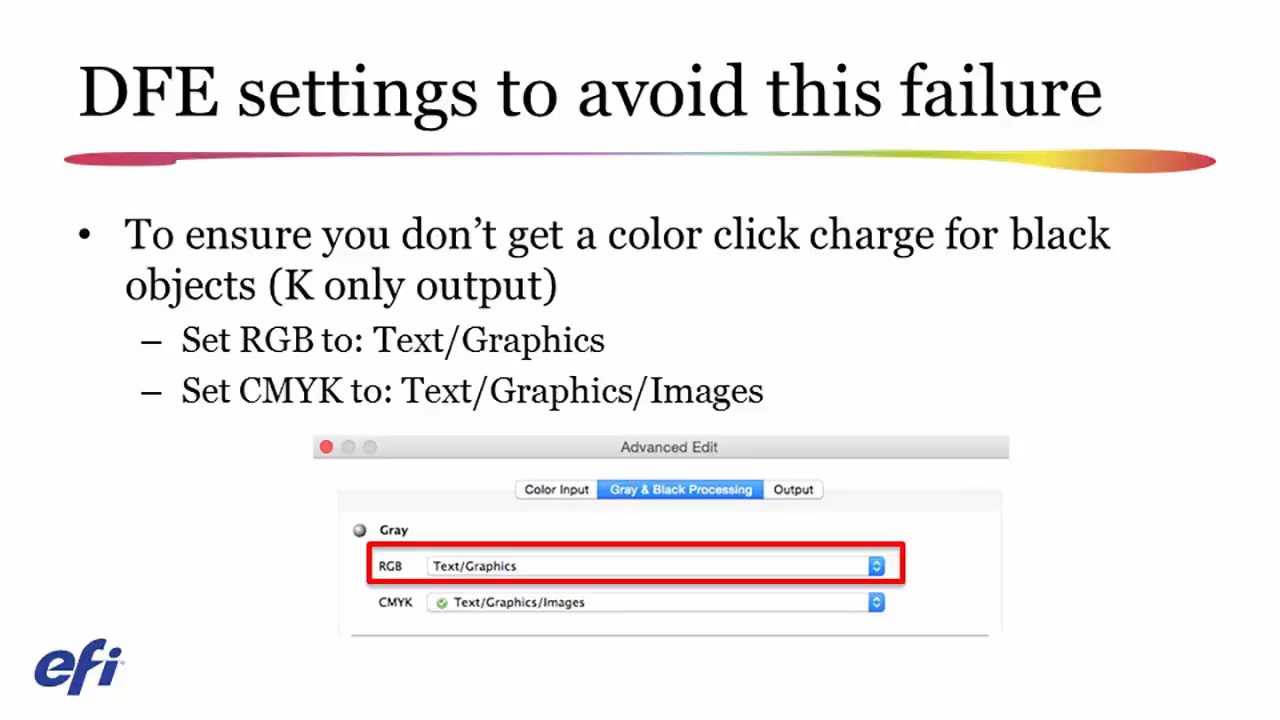 DFE settings to avoid this failure
• To ensure you don’t get a color click charge for black
objects (K only output)
– Set RGB to: Text/Graphics
– Set CMYK to: Text/Graphics/Images
Advanced Edit
Color Input Gray & Black Processing Output
Gray
RGB Text/Graphics
CMYK Text/Graphics/Images
efi